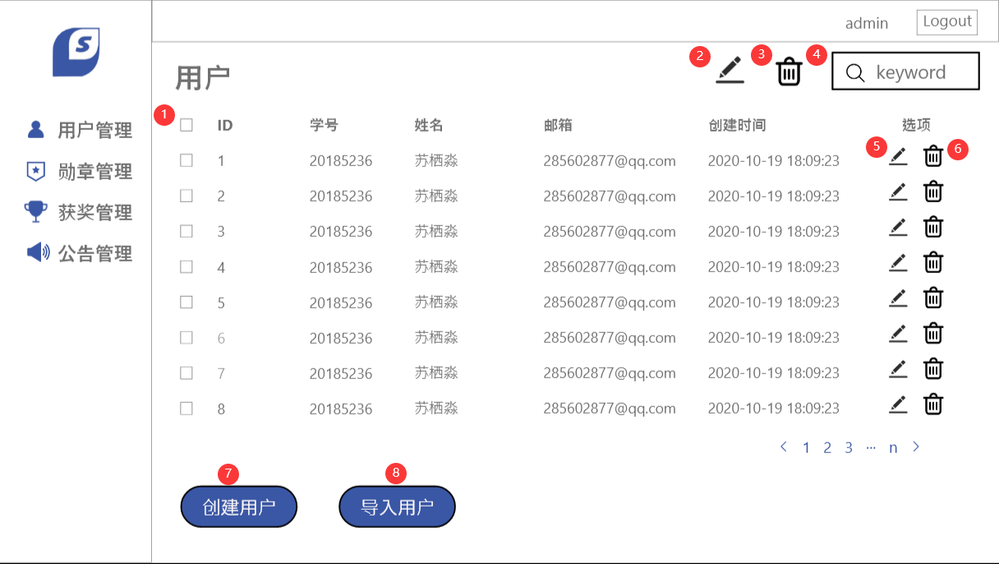 S
admin Logout
用户管理
勋章管理
获奖管理
公告管理
用户 2 3 4 keyword
1 ID 学号 姓名 邮箱 创建时间 选项
1 20185236 苏栖淼 285602877@qq.com 2020-10-19 18:09:23 5 6
2 20185236 苏栖淼 285602877@qq.com 2020-10-19 18:09:23
3 20185236 苏栖淼 285602877@qq.com 2020-10-19 18:09:23
4 20185236 苏栖淼 285602877@qq.com 2020-10-19 18:09:23
5 20185236 苏栖淼 285602877@qq.com 2020-10-19 18:09:23
6 20185236 苏栖淼 285602877@qq.com 2020-10-19 18:09:23
7 20185236 苏栖淼 285602877@qq.com 2020-10-19 18:09:23
8 20185236 苏栖淼 285602877@qq.com 2020-10-19 18:09:23
< 1 2 3 ··· n >
7 8
创建用户 导入用户